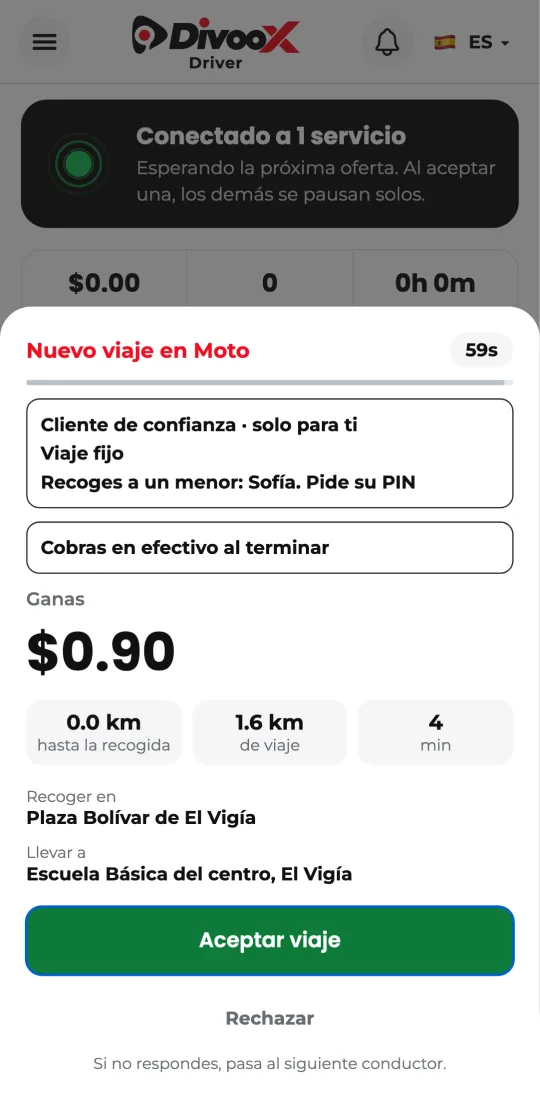 DivooX
Driver
ES
Conectado a 1 servicio
Esperando la próxima oferta. Al aceptar
una, los demás se pausan solos.
$0.00
0
0h 0m
Nuevo viaje en Moto
59s
Cliente de confianza · solo para ti
Viaje fijo
Recoges a un menor: Sofía. Pide su PIN
Cobras en efectivo al terminar
Ganas
$0.90
0.0 km
hasta la recogida
1.6 km
de viaje
4
min
Recoger en
Plaza Bolívar de El Vigía
Llevar a
Escuela Básica del centro, El Vigía
Aceptar viaje
Rechazar
Si no respondes, pasa al siguiente conductor.